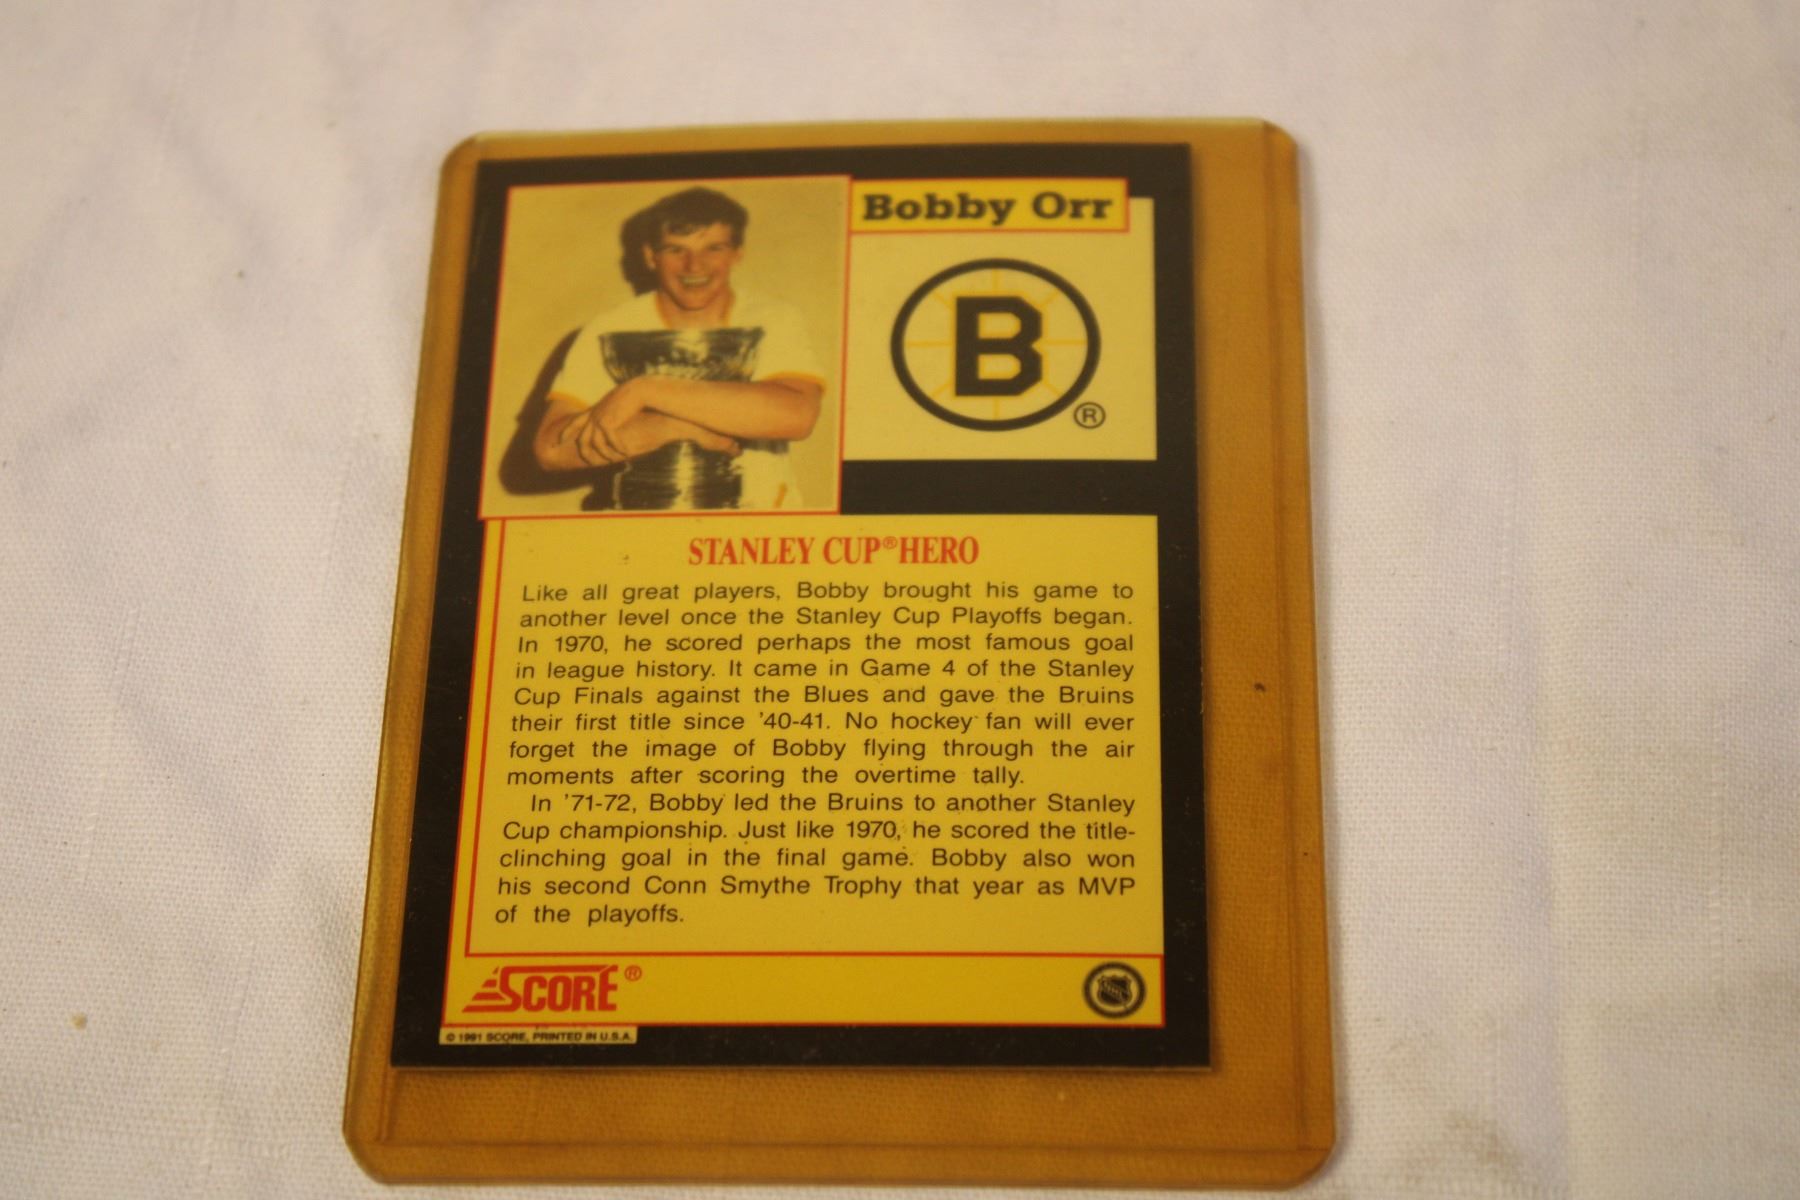 Bobby Orr
B
®
STANLEY CUP® HERO
Like all great players, Bobby brought his game to
another level once the Stanley Cup Playoffs began.
In 1970, he scored perhaps the most famous goal
in league history. It came in Game 4 of the Stanley
Cup Finals against the Blues and gave the Bruins
their first title since '40-41. No hockey fan will ever
forget the image of Bobby flying through the air
moments after scoring the overtime tally.
In '71-72, Bobby led the Bruins to another Stanley
Cup championship. Just like 1970, he scored the title-
clinching goal in the final game. Bobby also won
his second Conn Smythe Trophy that year as MVP
of the playoffs.
SCORE®
NHL
© 1991 SCORE, PRINTED IN U.S.A.